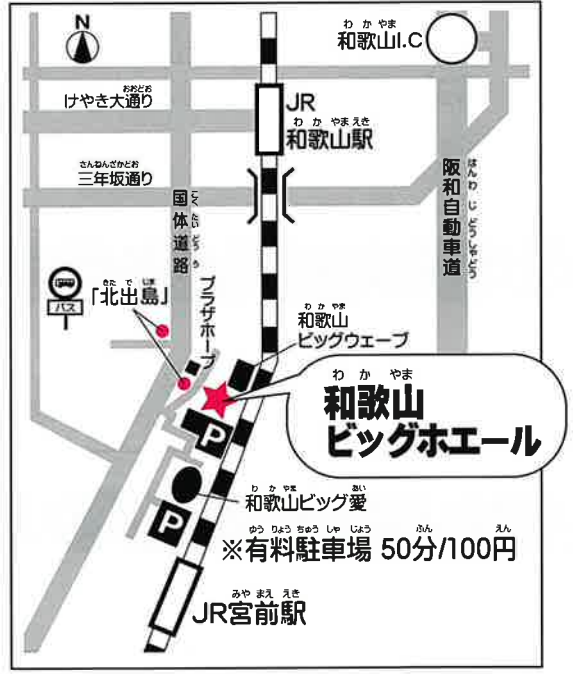 N
わかやま
和歌山I.C
おおどお
けやき大通り
JR
わかやまえき
和歌山駅
さんねんざかどお
三年坂通り
こくたいどうろ
国体道路
はんわじどうしゃどう
阪和自動車道
バス
きたでじま
「北出島」
プラザホープ
わかやま
和歌山
ビッグウェーブ
わかやま
和歌山
ビッグホエール
P
わかやま あい
和歌山ビッグ愛
P
ゆうりょうちゅうしゃじょう ふん えん
※有料駐車場 50分/100円
みやまええき
JR宮前駅